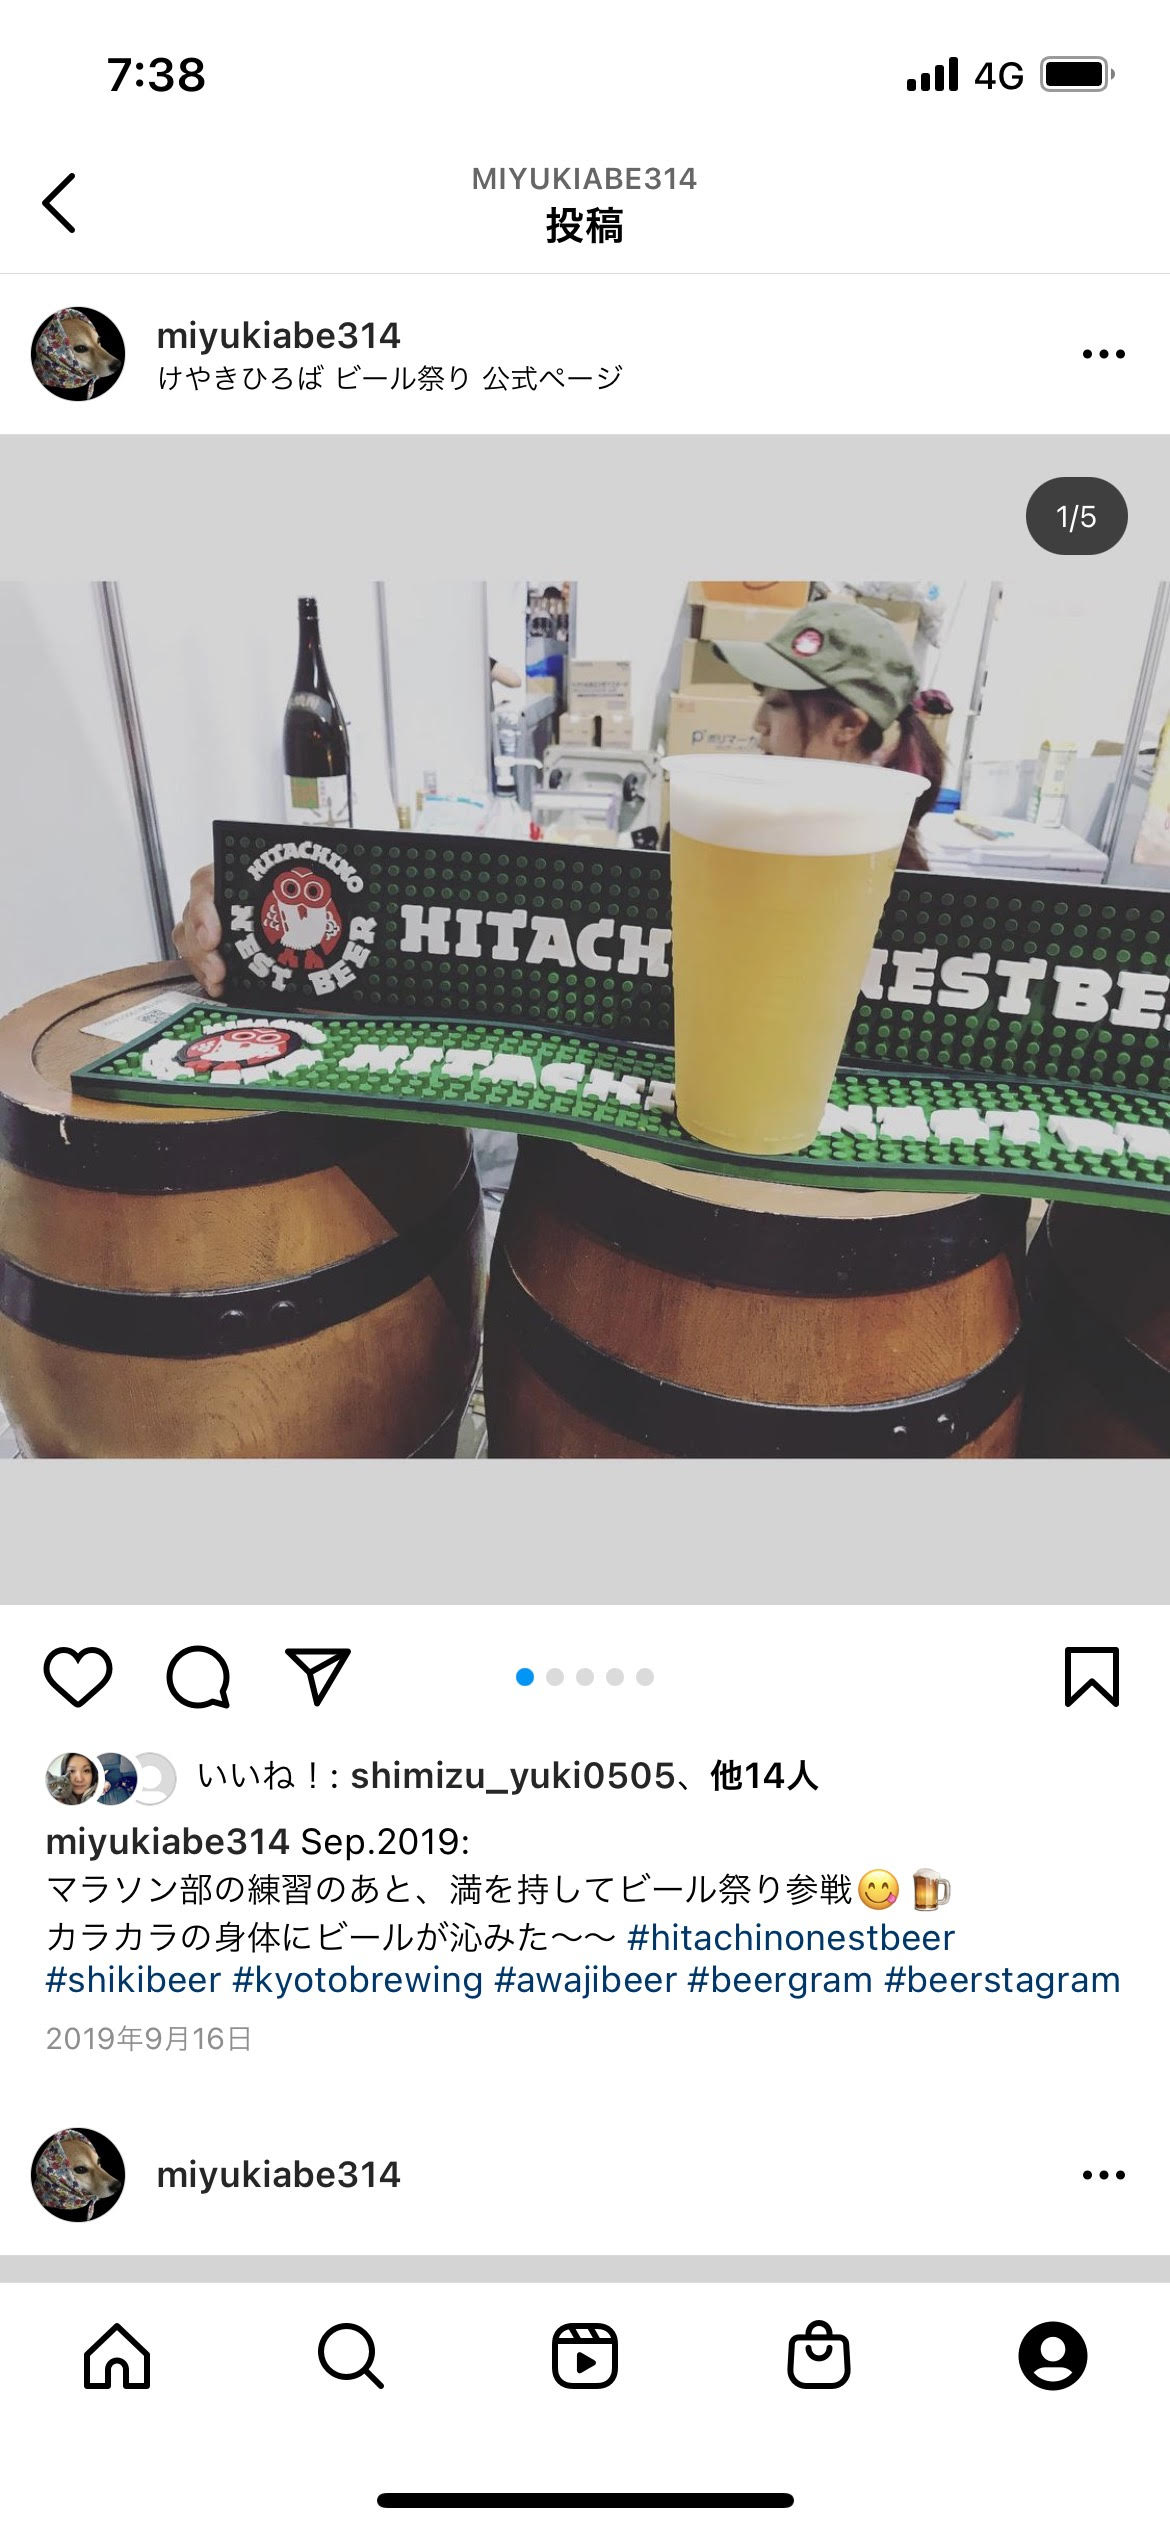 7:38
4G
MIYUKIABE314
投稿
miyukiabe314
けやきひろば ビール祭り 公式ページ
1/5
HITACHINO
NEST BEER
HITACH
NESTBE
HITACHI
いいね！: shimizu_yuki0505、他14人
miyukiabe314 Sep.2019:
マラソン部の練習のあと、満を持してビール祭り参戦😋🍺
カラカラの身体にビールが沁みた〜〜 #hitachinonestbeer
#shikibeer #kyotobrewing #awajibeer #beergram #beerstagram
2019年9月16日
miyukiabe314